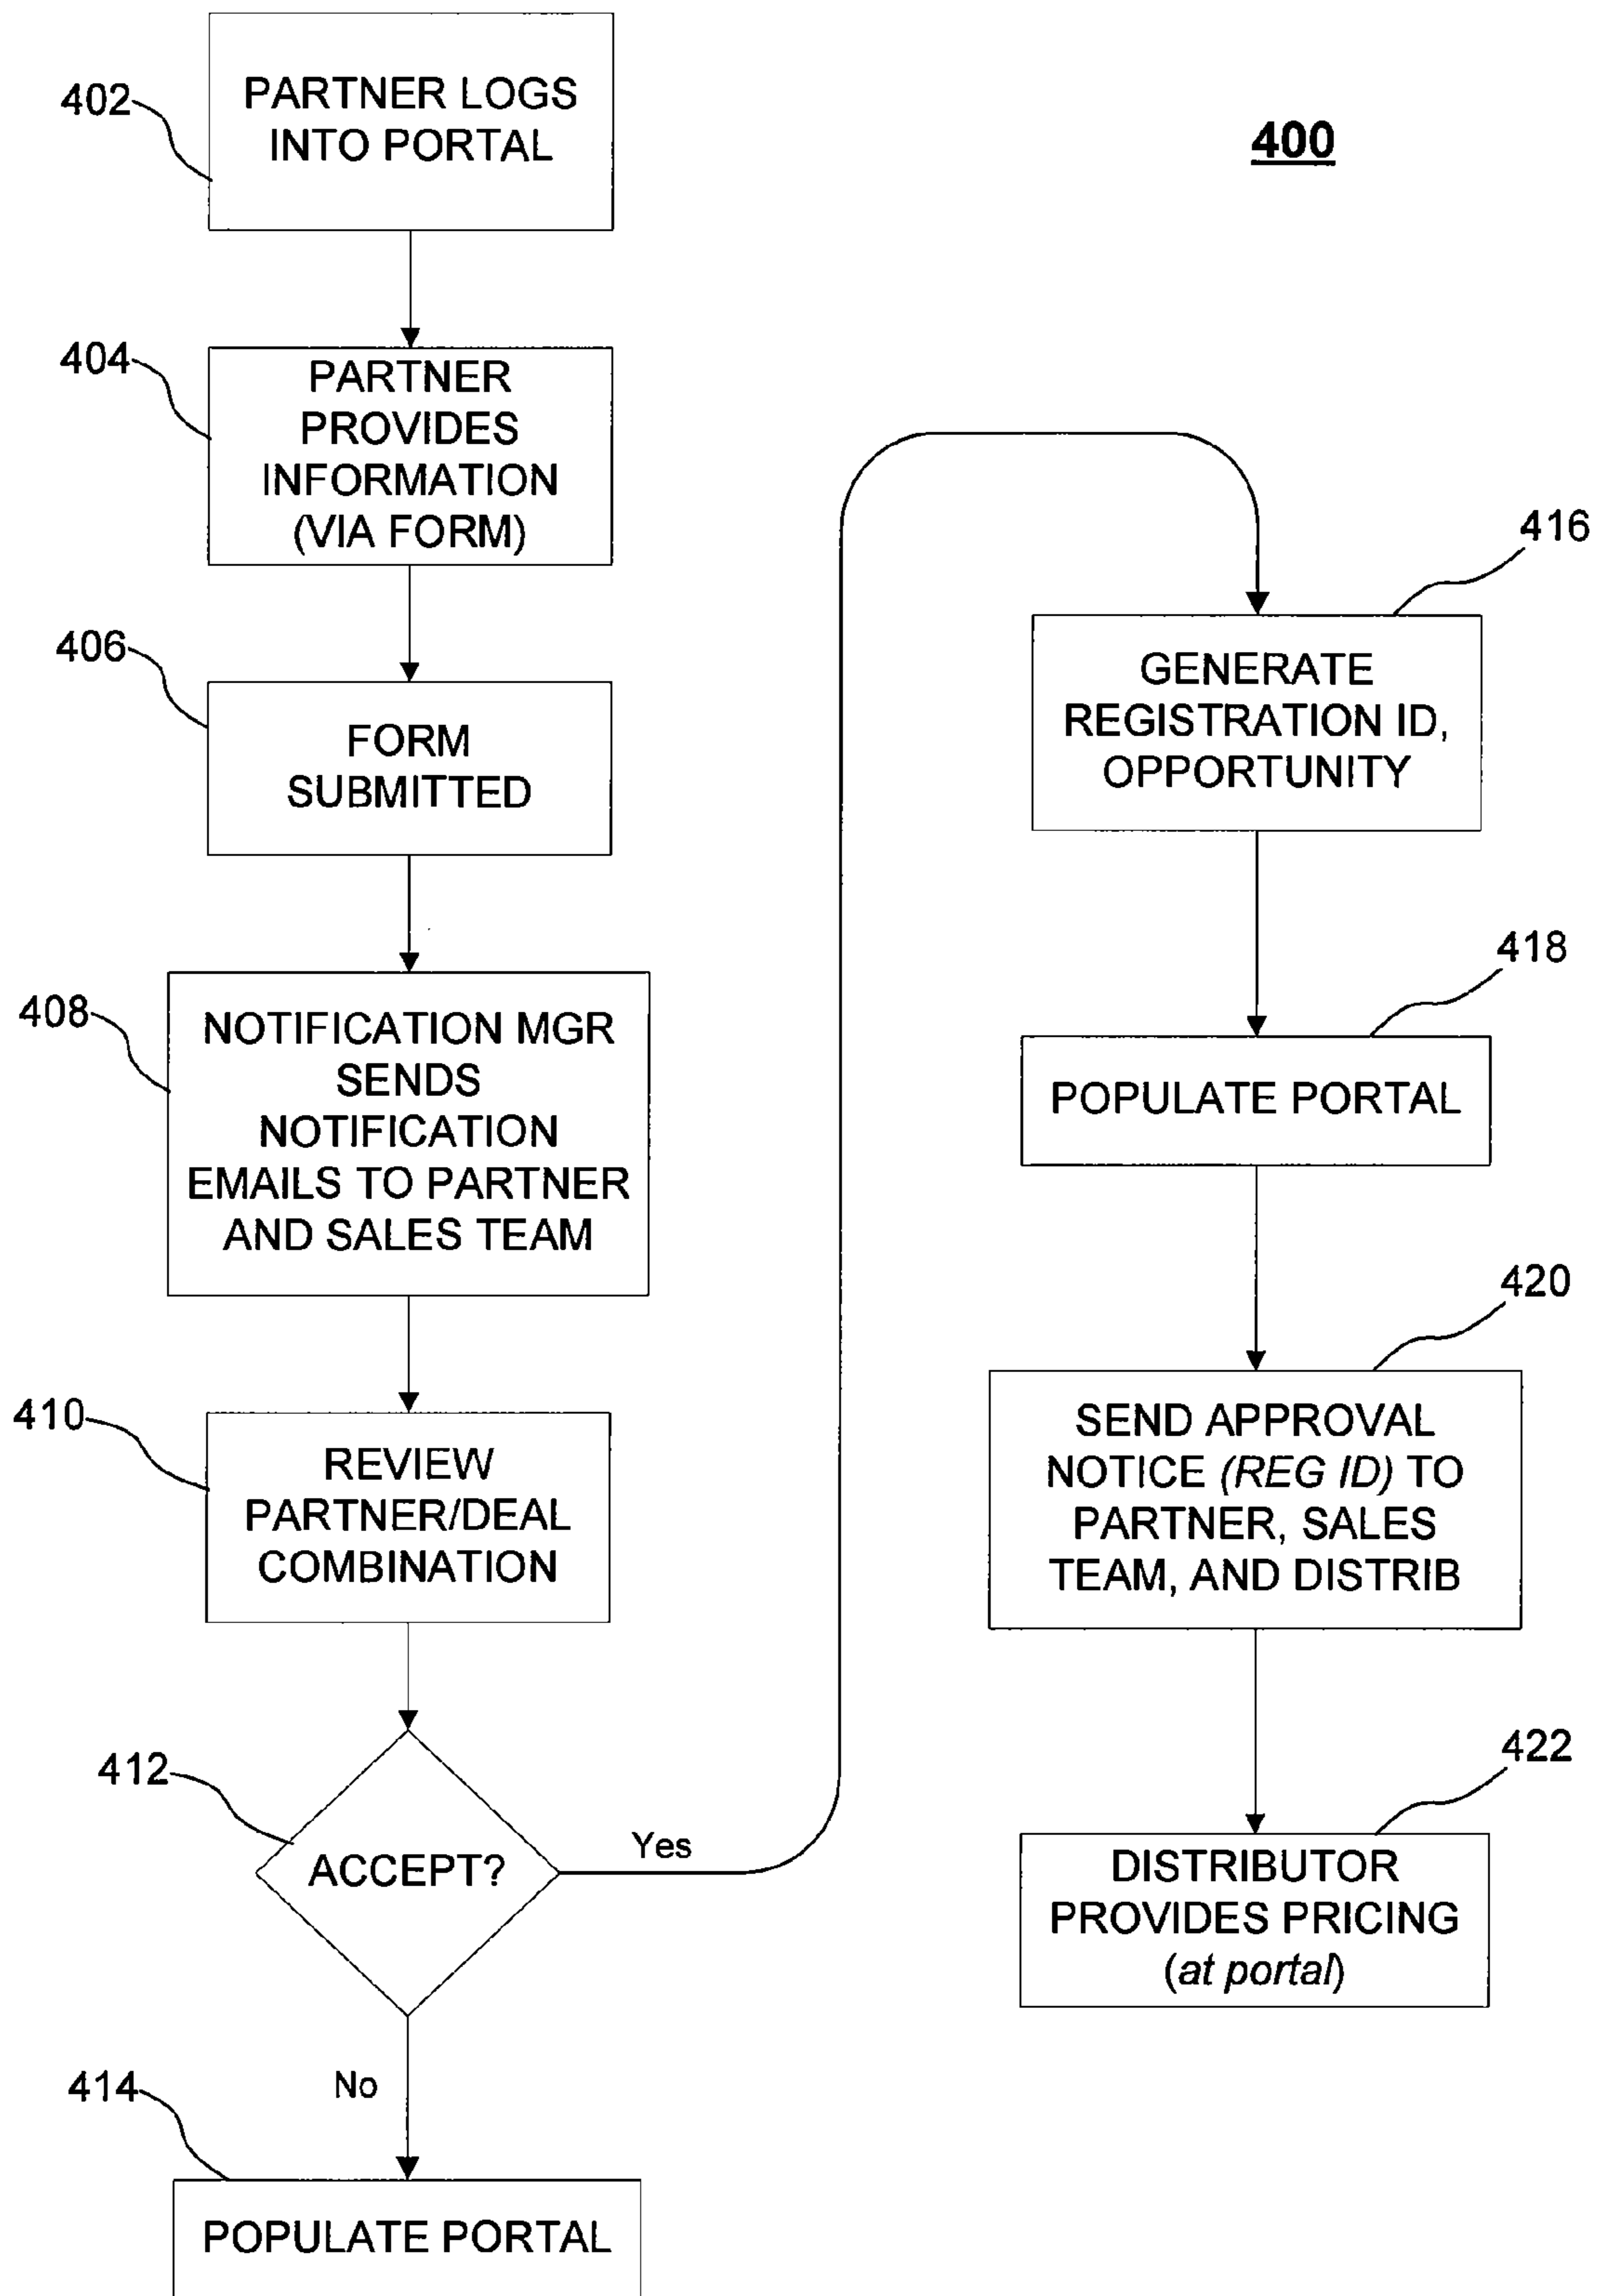 400
402
PARTNER LOGS
INTO PORTAL
404
PARTNER
PROVIDES
INFORMATION
(VIA FORM)
406
FORM
SUBMITTED
408
NOTIFICATION MGR
SENDS
NOTIFICATION
EMAILS TO PARTNER
AND SALES TEAM
410
REVIEW
PARTNER/DEAL
COMBINATION
412
ACCEPT?
Yes
No
414
POPULATE PORTAL
416
GENERATE
REGISTRATION ID,
OPPORTUNITY
418
POPULATE PORTAL
420
SEND APPROVAL
NOTICE (REG ID) TO
PARTNER, SALES
TEAM, AND DISTRIB
422
DISTRIBUTOR
PROVIDES PRICING
(at portal)